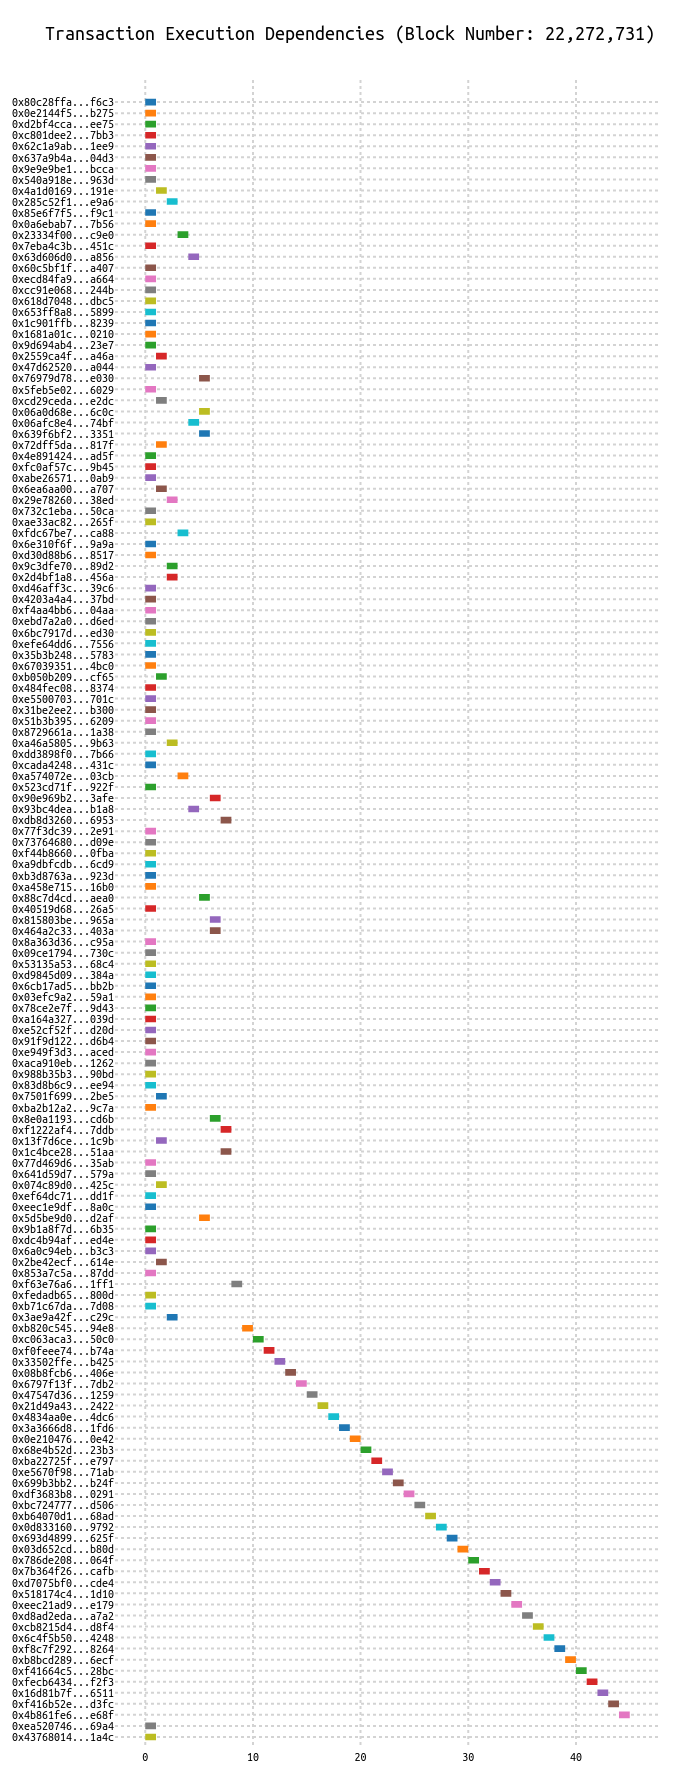 Transaction Execution Dependencies (Block Number: 22,272,731)
0x80c28ffa...f6c3
0x0e2144f5...b275
0xd2bf4cca...ee75
0xc801dee2...7bb3
0x62c1a9ab...1ee9
0x637a9b4a...04d3
0x9e9e9be1...bcca
0x540a918e...963d
0x4a1d0169...191e
0x285c52f1...e9a6
0x85e6f7f5...f9c1
0x0a6ebab7...7b56
0x23334f00...c9e0
0x7eba4c3b...451c
0x63d606d0...a856
0x60c5bf1f...a407
0xecd84fa9...a664
0xcc91e068...244b
0x618d7048...dbc5
0x653ff8a8...5899
0x1c901ffb...8239
0x1681a01c...0210
0x9d694ab4...23e7
0x2559ca4f...a46a
0x47d62520...a044
0x76979d78...e030
0x5feb5e02...6029
0xcd29ceda...e2dc
0x06a0d68e...6c0c
0x06afc8e4...74bf
0x639f6bf2...3351
0x72dff5da...817f
0x4e891424...ad5f
0xfc0af57c...9b45
0xabe26571...0ab9
0x6ea6aa00...a707
0x29e78260...38ed
0x732c1eba...50ca
0xae33ac82...265f
0xfdc67be7...ca88
0x6e310f6f...9a9a
0xd30d88b6...8517
0x9c3dfe70...89d2
0x2d4bf1a8...456a
0xd46aff3c...39c6
0x4203a4a4...37bd
0xf4aa4bb6...04aa
0xebd7a2a0...d6ed
0x6bc7917d...ed30
0xefe64dd6...7556
0x35b3b248...5783
0x67039351...4bc0
0xb050b209...cf65
0x484fec08...8374
0xe5500703...701c
0x31be2ee2...b300
0x51b3b395...6209
0x8729661a...1a38
0xa46a5805...9b63
0xdd3898f0...7b66
0xcada4248...431c
0xa574072e...03cb
0x523cd71f...922f
0x90e969b2...3afe
0x93bc4dea...b1a8
0xdb8d3260...6953
0x77f3dc39...2e91
0x73764680...d09e
0xf44b8660...0fba
0xa9dbfcdb...6cd9
0xb3d8763a...923d
0xa458e715...16b0
0x88c7d4cd...aea0
0x40519d68...26a5
0x815803be...965a
0x464a2c33...403a
0x8a363d36...c95a
0x09ce1794...730c
0x53135a53...68c4
0xd9845d09...384a
0x6cb17ad5...bb2b
0x03efc9a2...59a1
0x78ce2e7f...9d43
0xa164a327...039d
0xe52cf52f...d20d
0x91f9d122...d6b4
0xe949f3d3...aced
0xaca910eb...1262
0x988b35b3...90bd
0x83d8b6c9...ee94
0x7501f699...2be5
0xba2b12a2...9c7a
0x8e0a1193...cd6b
0xf1222af4...7ddb
0x13f7d6ce...1c9b
0x1c4bce28...51aa
0x77d469d6...35ab
0x641d59d7...579a
0x074c89d0...425c
0xef64dc71...dd1f
0xeec1e9df...8a0c
0x5d5be9d0...d2af
0x9b1a8f7d...6b35
0xdc4b94af...ed4e
0x6a0c94eb...b3c3
0x2be42ecf...614e
0x853a7c5a...87dd
0xf63e76a6...1ff1
0xfedadb65...800d
0xb71c67da...7d08
0x3ae9a42f...c29c
0xb820c545...94e8
0xc063aca3...50c0
0xf0feee74...b74a
0x33502ffe...b425
0x08b8fcb6...406e
0x6797f13f...7db2
0x47547d36...1259
0x21d49a43...2422
0x4834aa0e...4dc6
0x3a3666d8...1fd6
0x0e210476...0e42
0x68e4b52d...23b3
0xba22725f...e797
0xe5670f98...71ab
0x699b3bb2...b24f
0xdf3683b8...0291
0xbc724777...d506
0xb64070d1...68ad
0x0d833160...9792
0x693d4899...625f
0x03d652cd...b80d
0x786de208...064f
0x7b364f26...cafb
0xd7075bf0...cde4
0x518174c4...1d10
0xeec21ad9...e179
0xd8ad2eda...a7a2
0xcb8215d4...d8f4
0x6c4f5b50...4248
0xf8c7f292...8264
0xb8bcd289...6ecf
0xf41664c5...28bc
0xfecb6434...f2f3
0x16d81b7f...6511
0xf416b52e...d3fc
0x4b861fe6...e68f
0xea520746...69a4
0x43768014...1a4c
0 10 20 30 40